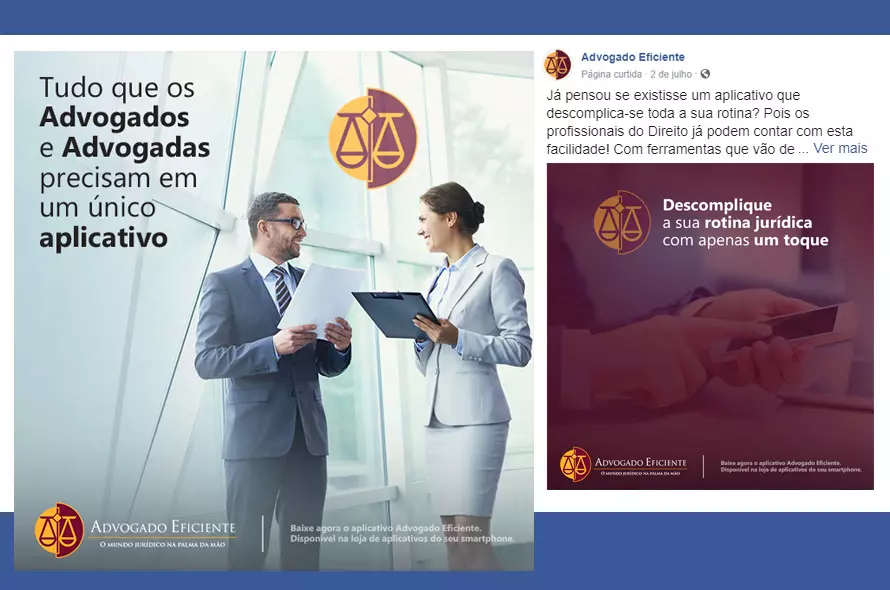 Tudo que os
Advogados
e Advogadas
precisam em
um único
aplicativo
ADVOGADO EFICIENTE
O MUNDO JURÍDICO NA PALMA DA MÃO
Baixe agora o aplicativo Advogado Eficiente.
Disponível na loja de aplicativos do seu smartphone.
Advogado Eficiente
Página curtida · 2 de julho ·
Já pensou se existisse um aplicativo que
descomplica-se toda a sua rotina? Pois os
profissionais do Direito já podem contar com esta
facilidade! Com ferramentas que vão de ... Ver mais
Descomplique
a sua rotina jurídica
com apenas um toque
ADVOGADO EFICIENTE
O MUNDO JURÍDICO NA PALMA DA MÃO
Baixe agora o aplicativo Advogado Eficiente.
Disponível na loja de aplicativos do seu smartphone.